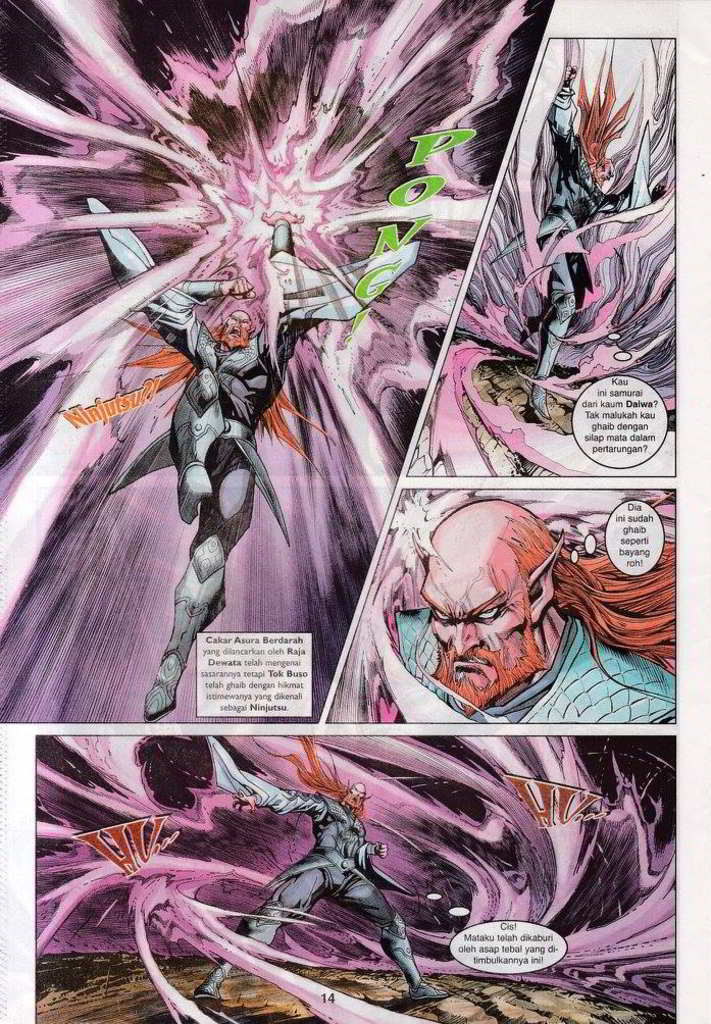 PONG!
Ninjutsu?!
Cakar Asura Berdarah
yang dilancarkan oleh Raja
Dewata telah mengenai
sasarannya tetapi Tok Buso
telah ghaib dengan hikmat
istimewanya yang dikenali
sebagai Ninjutsu.
Kau
ini samurai
dari kaum Daiwa?
Tak malukah kau
ghaib dengan
silap mata dalam
pertarungan?
Dia
ini sudah
ghaib
seperti
bayang
roh!
HIV...
HIV...
Cis!
Mataku telah dikaburi
oleh asap tebal yang di-
timbulkannya ini!
14